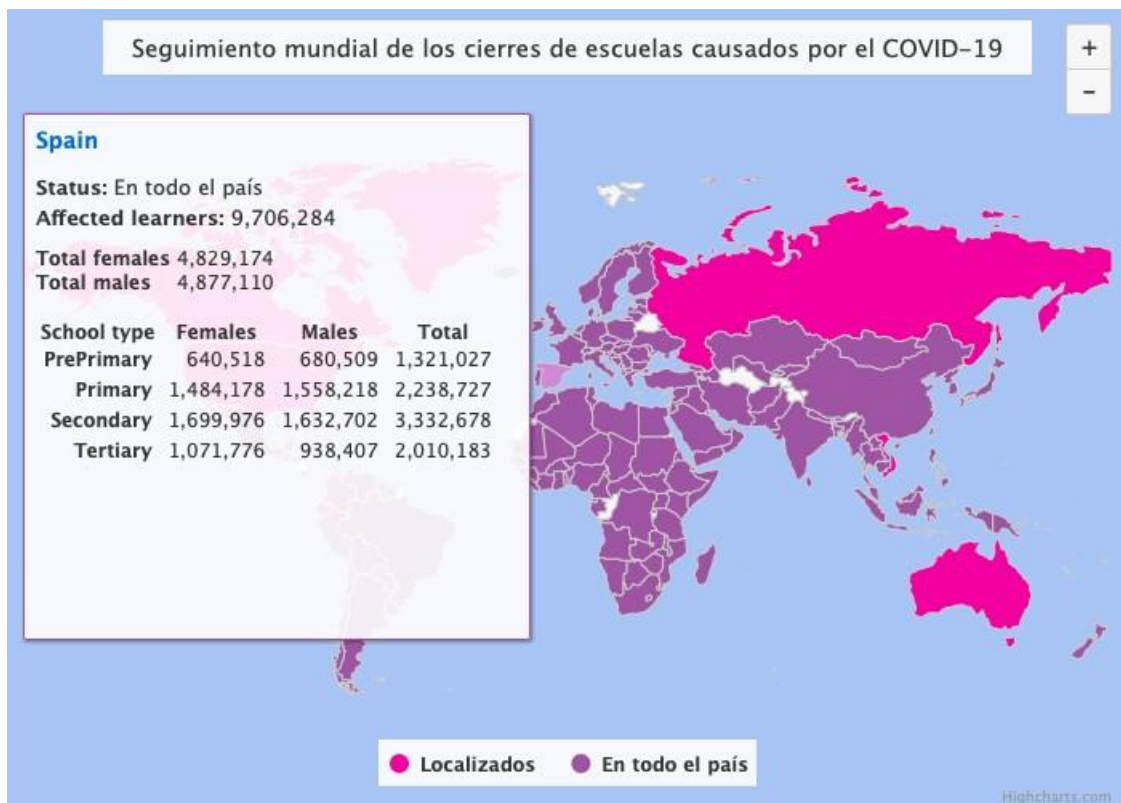 Seguimiento mundial de los cierres de escuelas causados por el COVID-19
+
-
Spain
Status: En todo el país
Affected learners: 9,706,284
Total females 4,829,174
Total males 4,877,110
School type Females Males Total
PrePrimary 640,518 680,509 1,321,027
Primary 1,484,178 1,558,218 2,238,727
Secondary 1,699,976 1,632,702 3,332,678
Tertiary 1,071,776 938,407 2,010,183
Localizados En todo el país
Highcharts.com